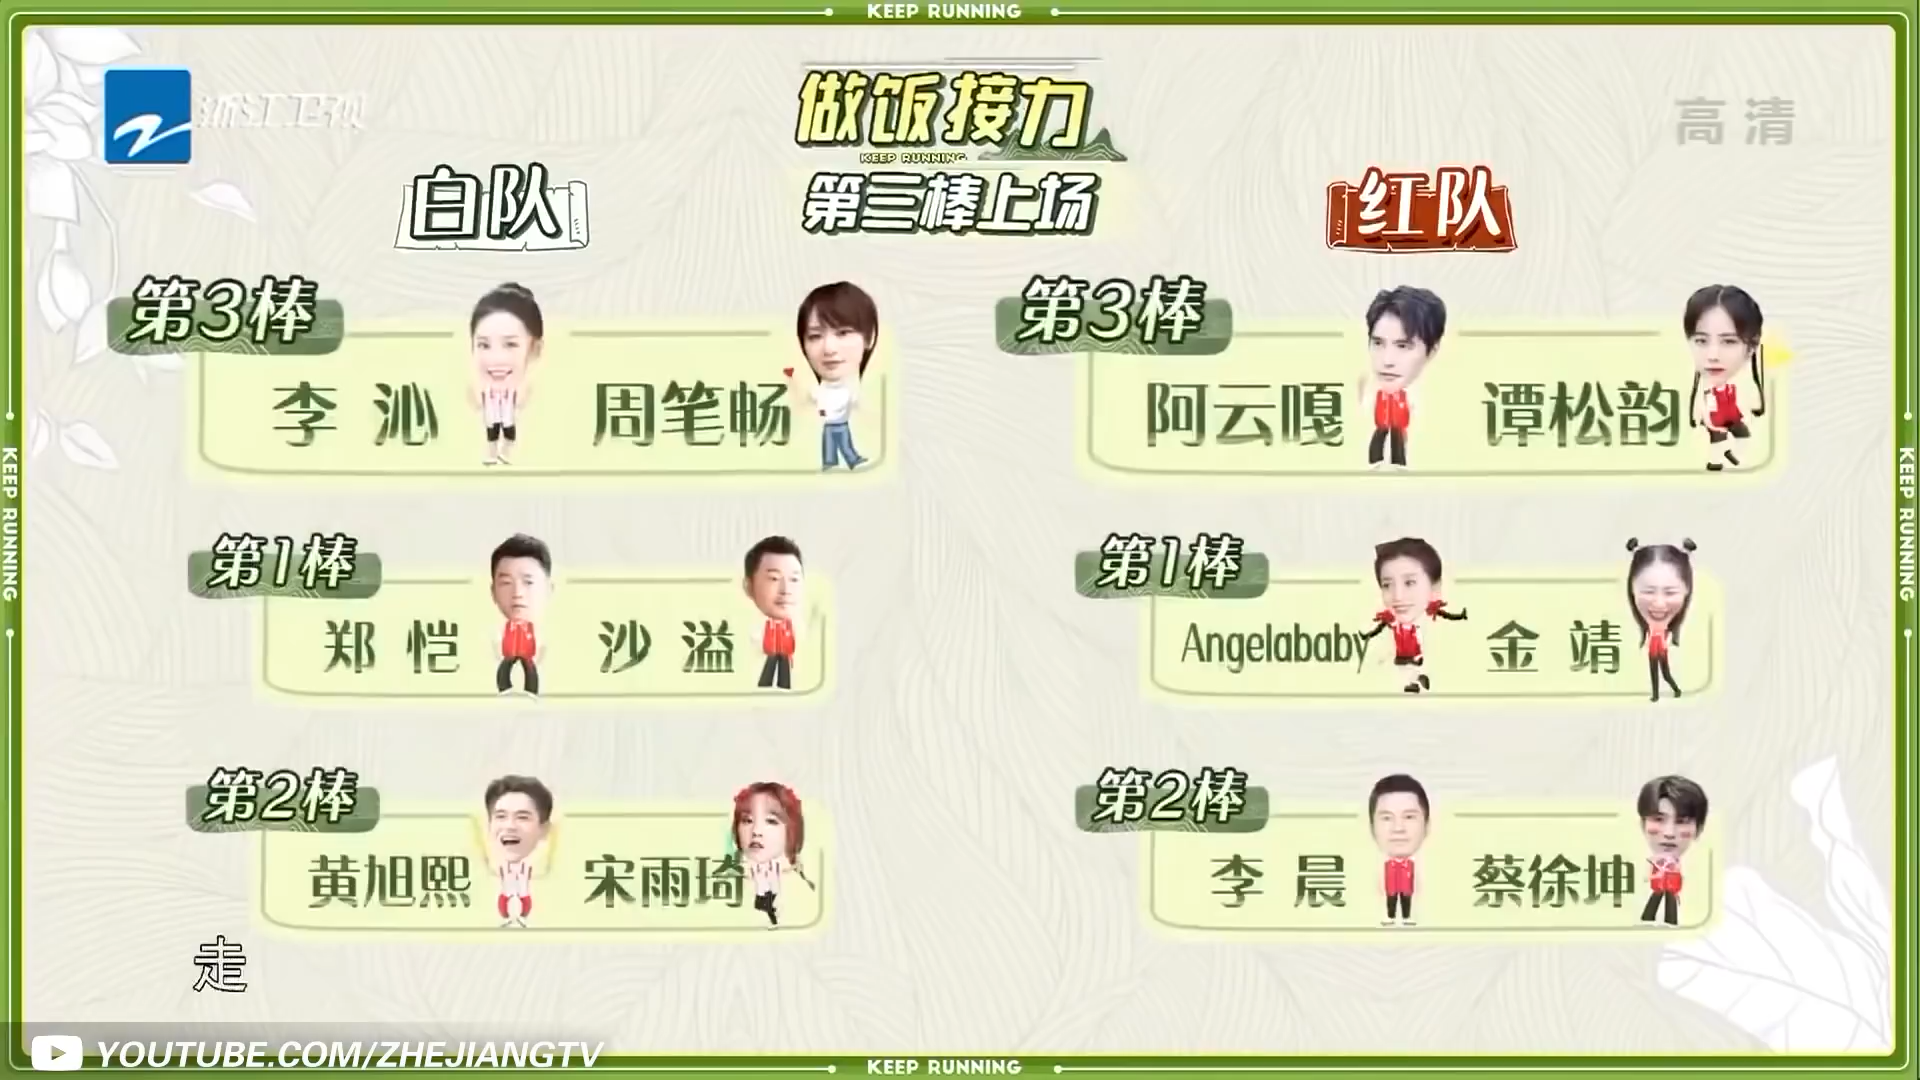 KEEP RUNNING
浙江卫视
做饭接力
KEEP RUNNING
高清
第三棒上场
白队
红队
第3棒
李沁
周笔畅
第3棒
阿云嘎
谭松韵
第1棒
郑恺
沙溢
第1棒
Angelababy
金靖
第2棒
黄旭熙
宋雨琦
第2棒
李晨
蔡徐坤
KEEP RUNNING
KEEP RUNNING
走
YOUTUBE.COM/ZHEJIANGTV
KEEP RUNNING